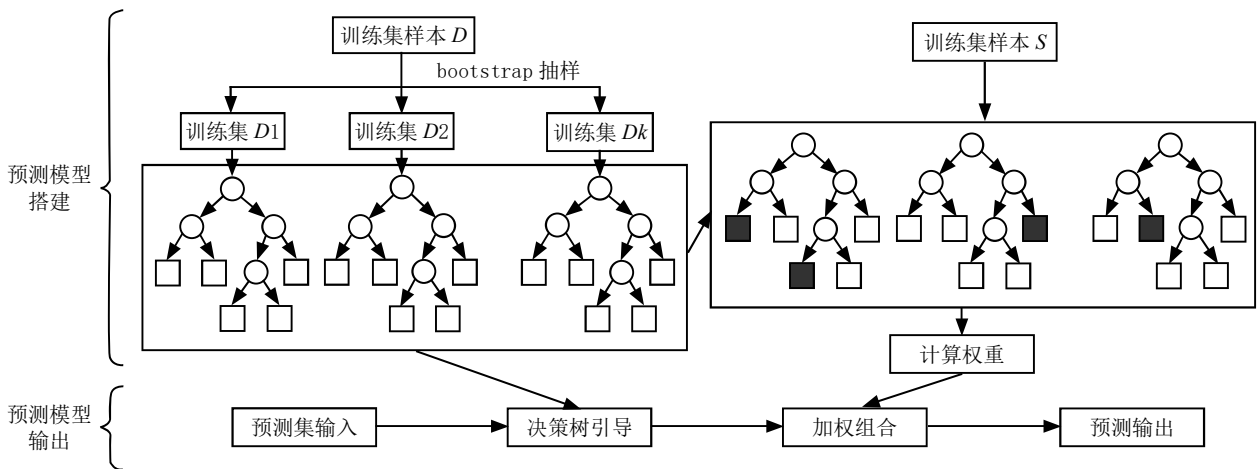 训练集样本 D
训练集样本 S
bootstrap 抽样
训练集 D1
训练集 D2
训练集 Dk
预测模型
搭建
计算权重
预测模型
输出
预测集输入
决策树引导
加权组合
预测输出